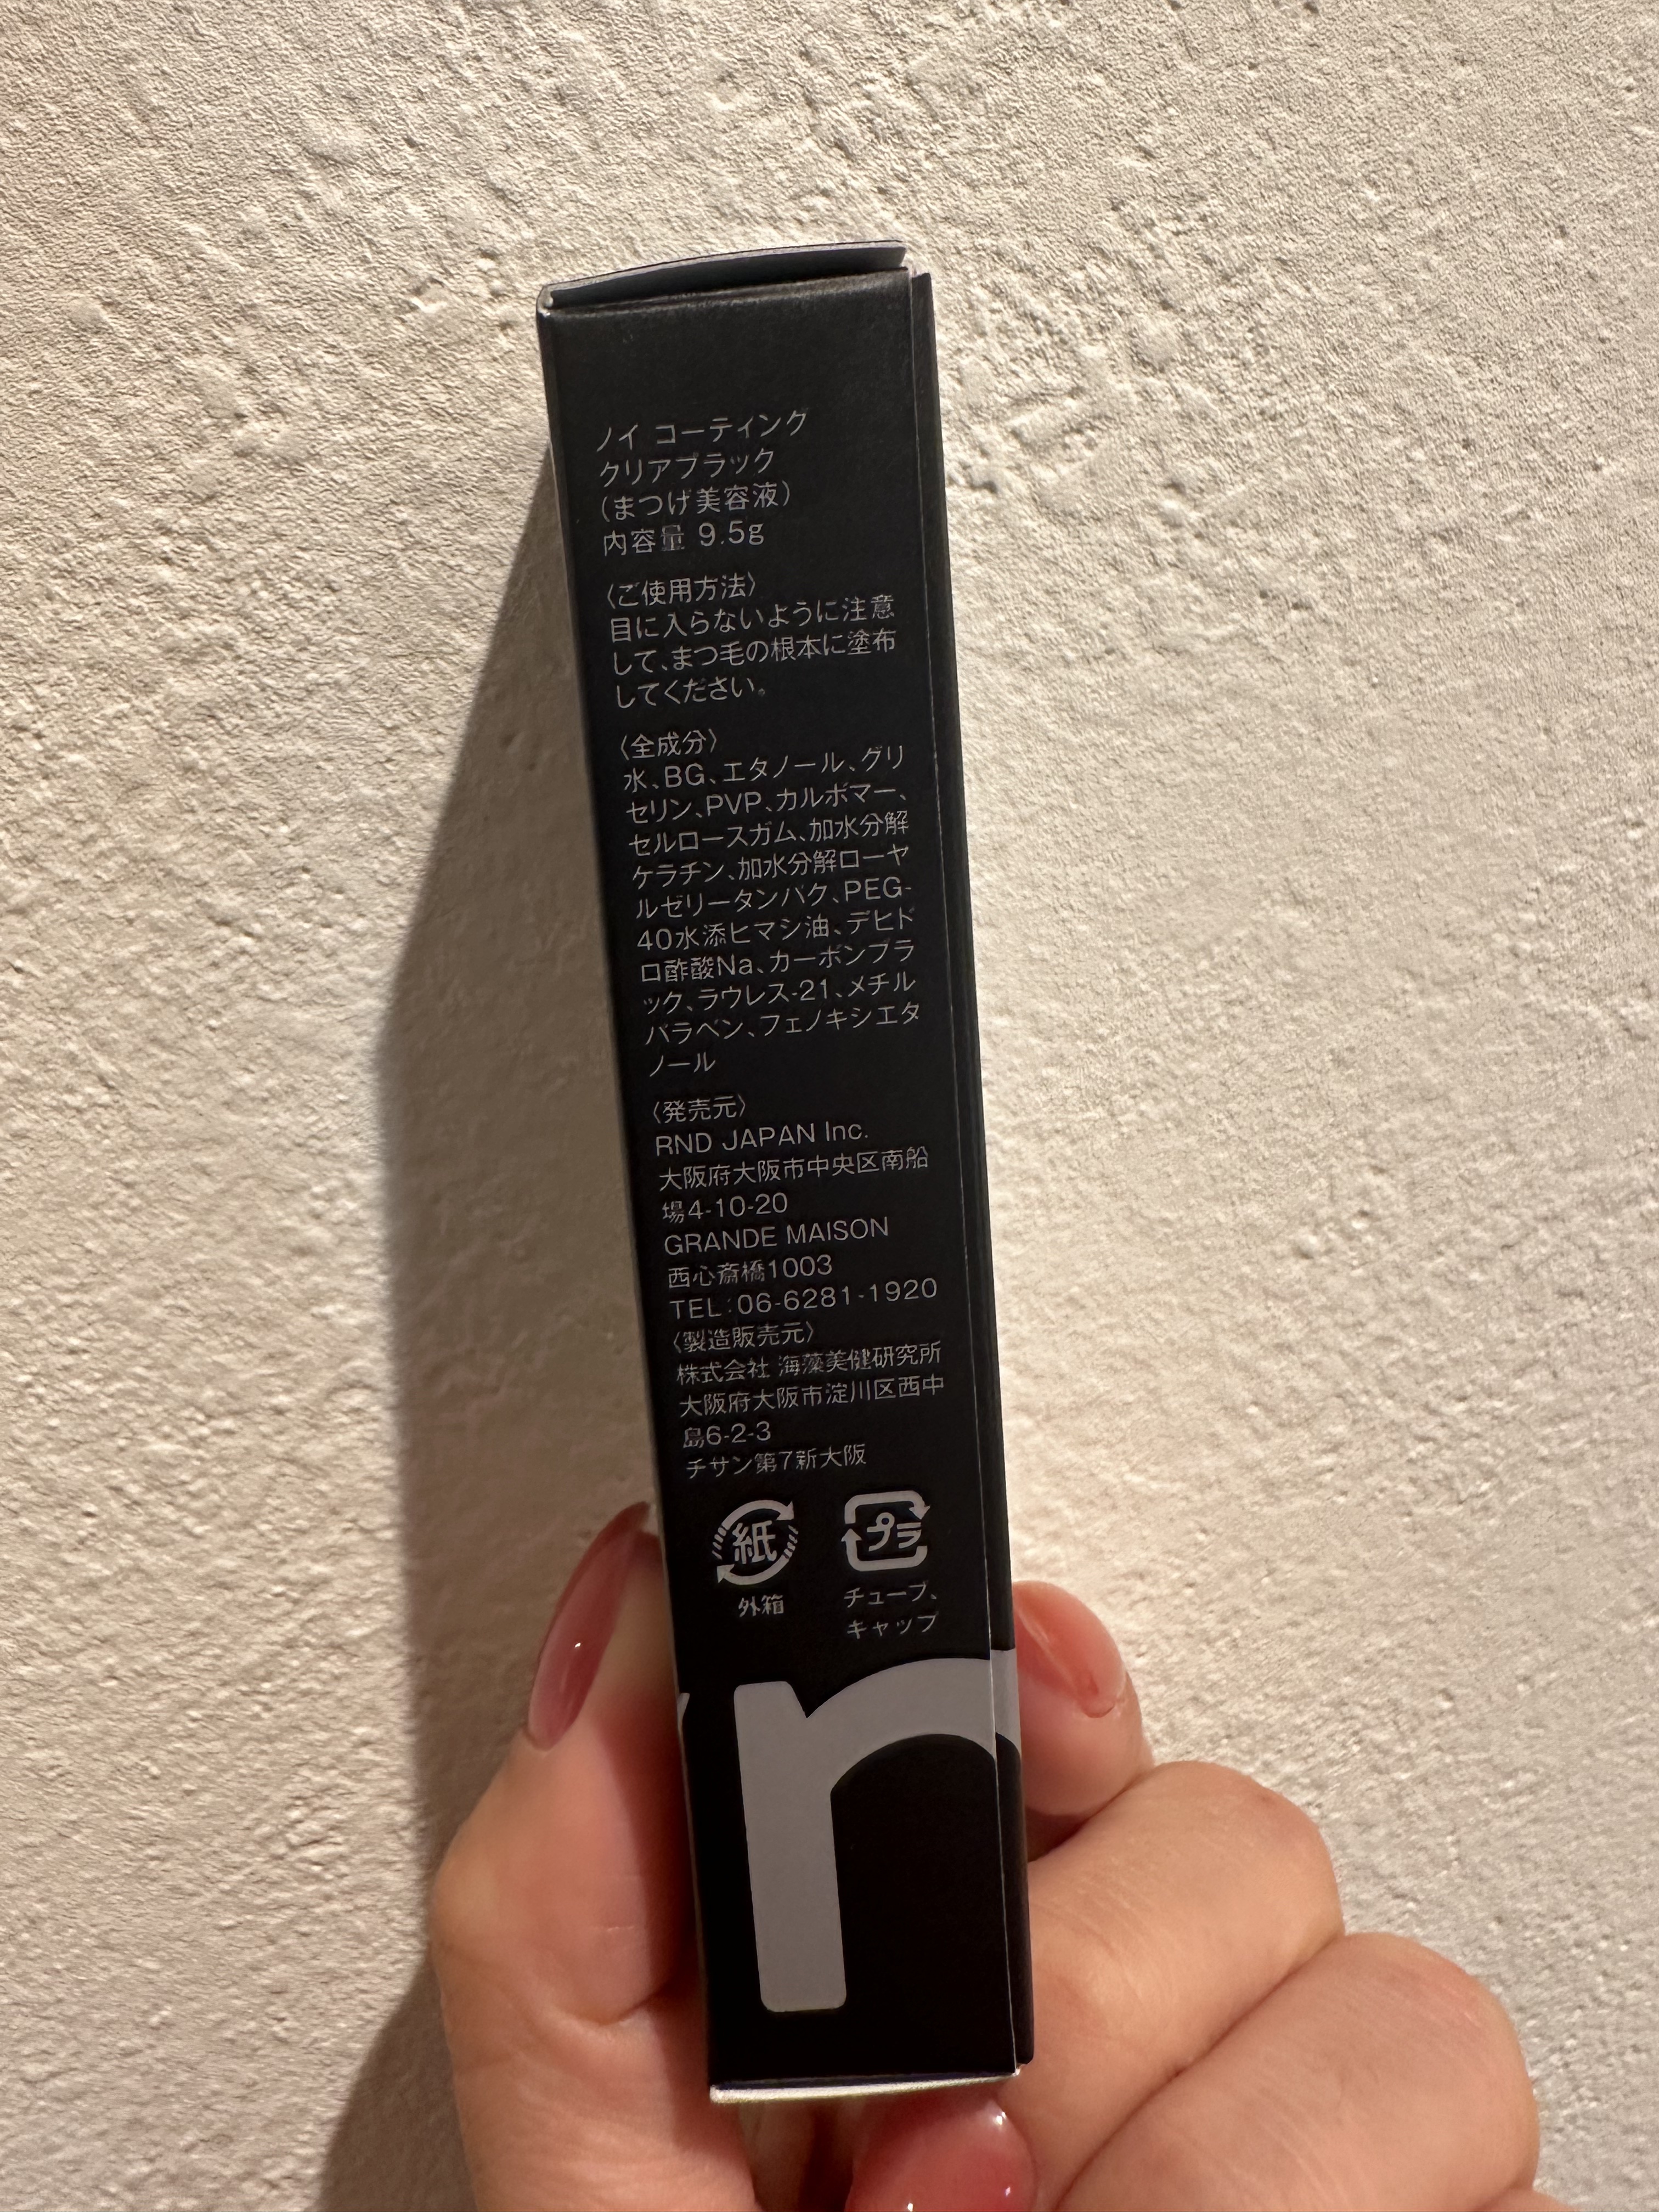 ノイ コーティング
クリアブラック
(まつげ美容液)
内容量 9.5g
〈ご使用方法〉
目に入らないように注意
して、まつ毛の根本に塗布
してください。
〈全成分〉
水、BG、エタノール、グリ
セリン、PVP、カルボマー、
セルロースガム、加水分解
ケラチン、加水分解ローヤ
ルゼリータンパク、PEG-
40水添ヒマシ油、デヒド
ロ酢酸Na、カーボンブラ
ック、ラウレス-21、メチル
パラベン、フェノキシエタ
ノール
〈発売元〉
RND JAPAN Inc.
大阪府大阪市中央区南船
場4-10-20
GRANDE MAISON
西心斎橋1003
TEL:06-6281-1920
〈製造販売元〉
株式会社 海藻美健研究所
大阪府大阪市淀川区西中
島6-2-3
チサン第7新大阪
紙 プラ
外箱 チューブ、
キャップ
n